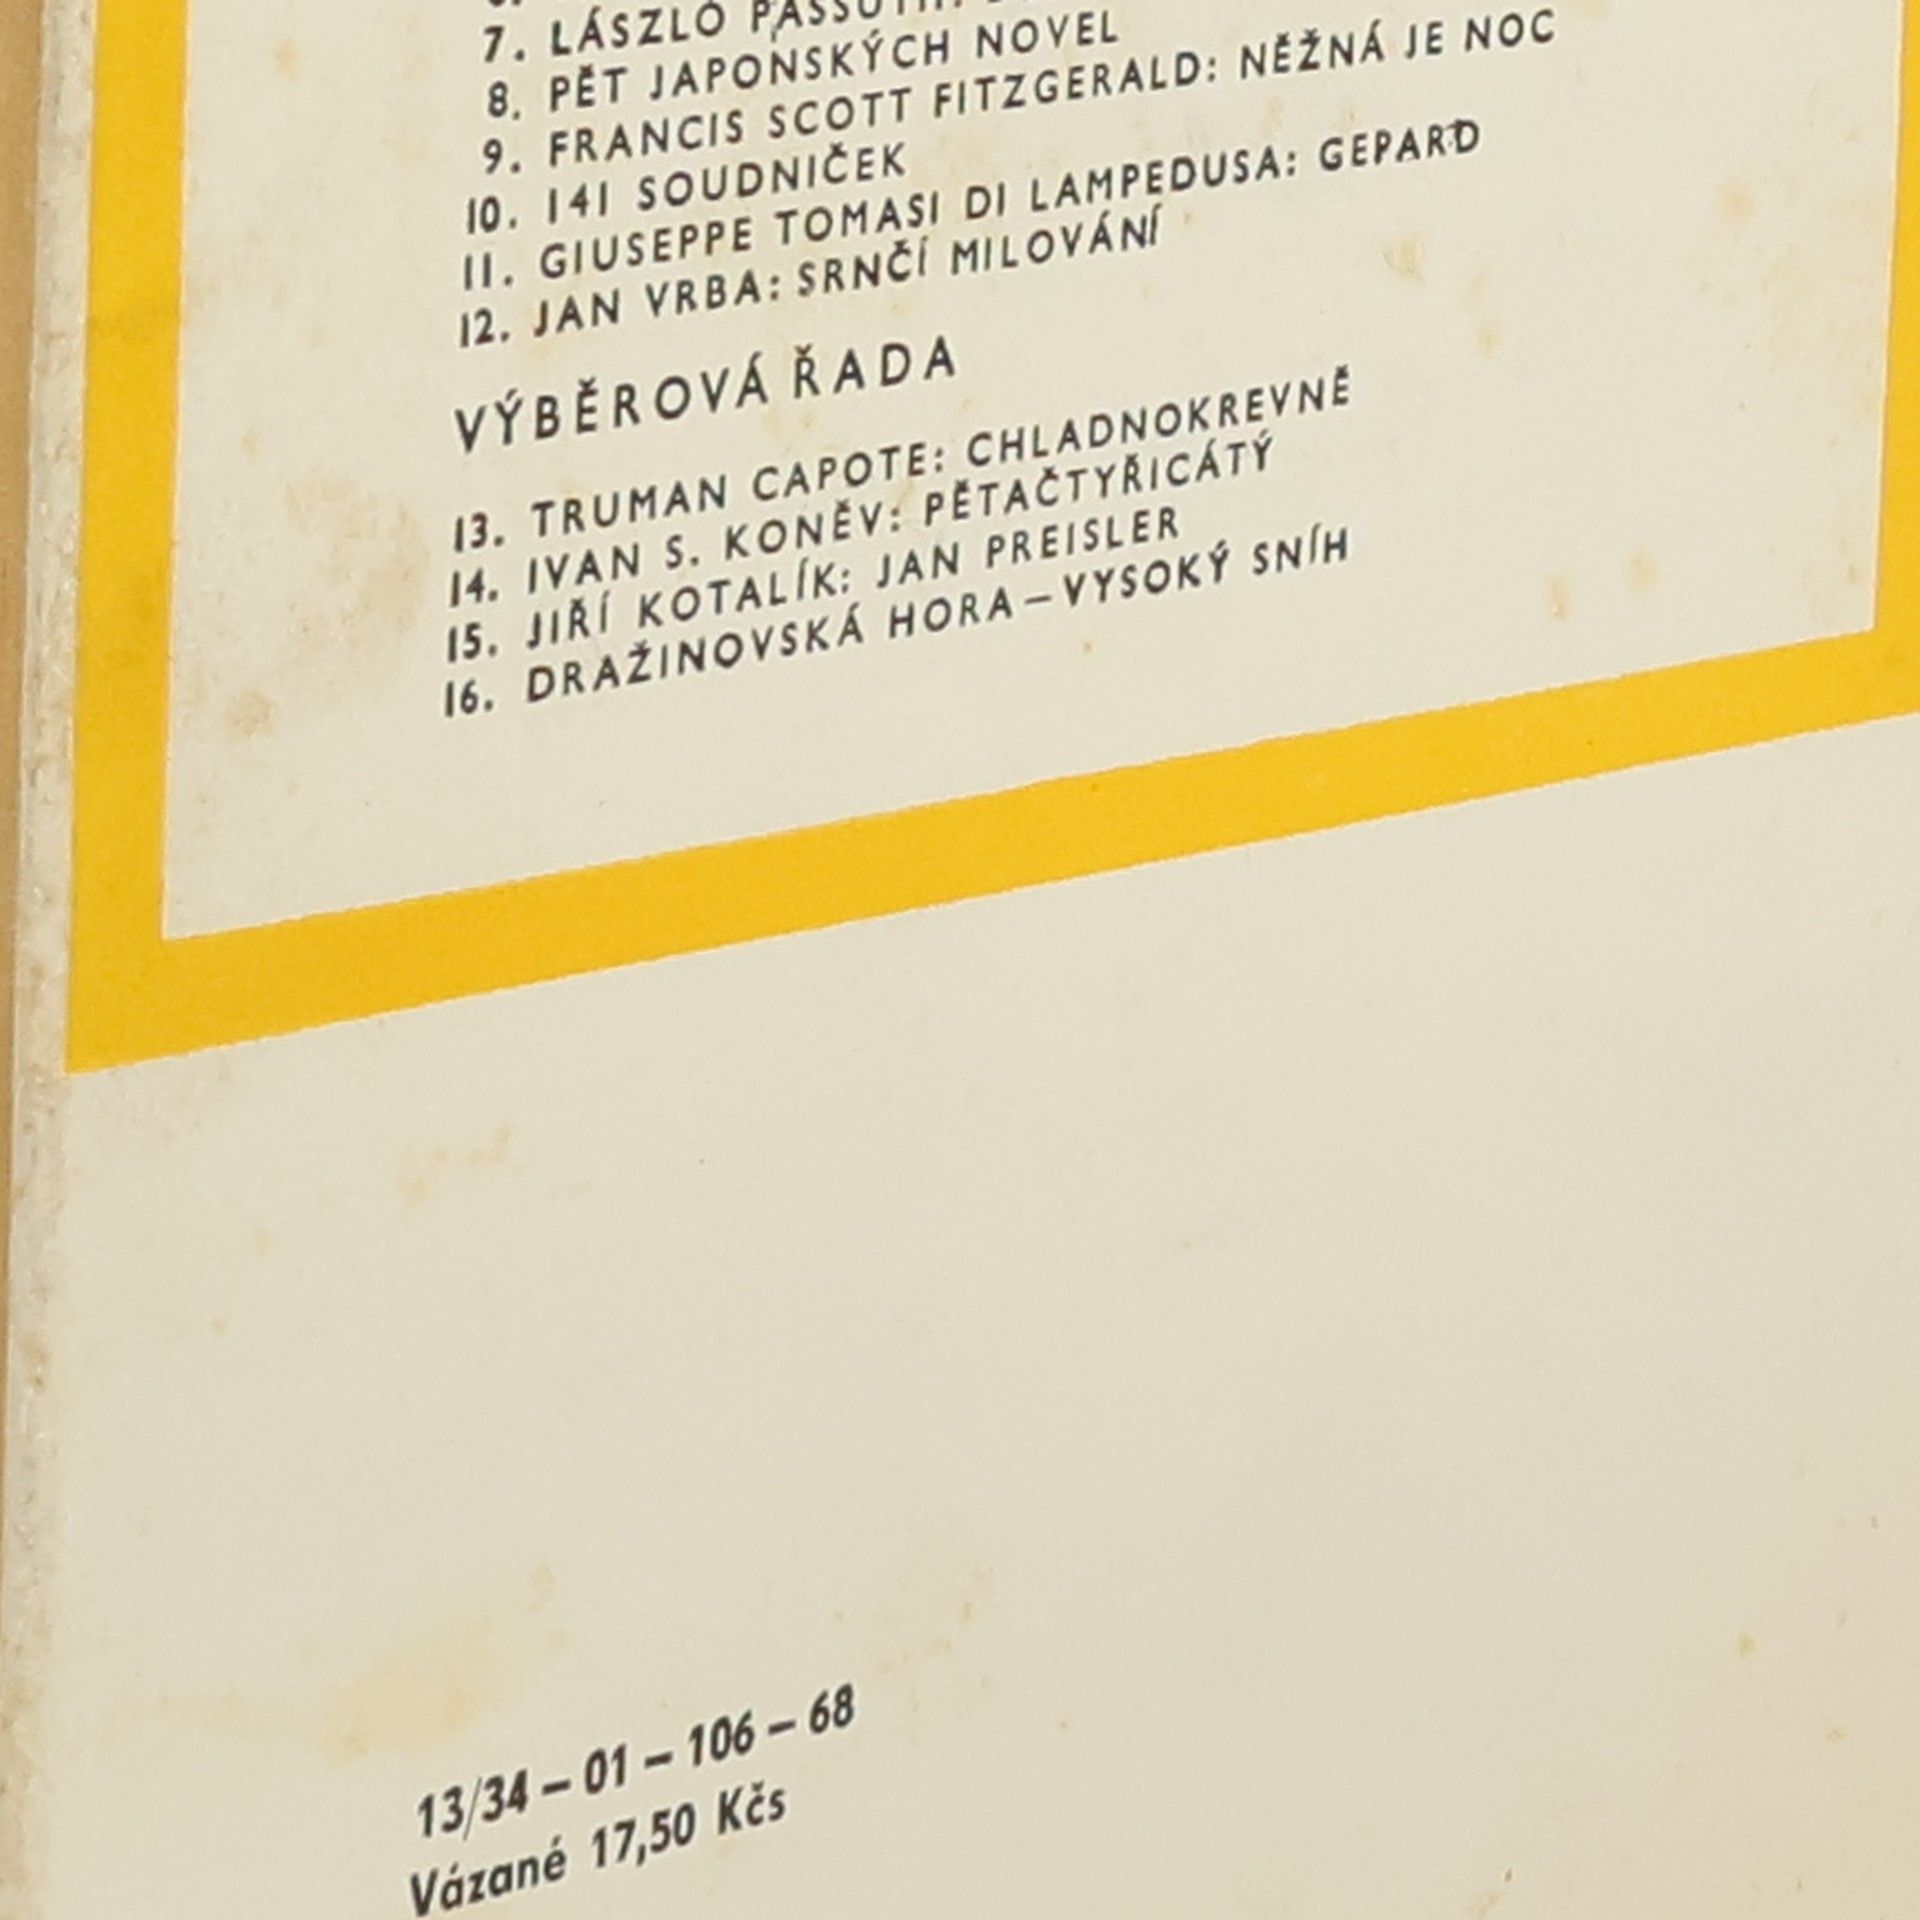 7. LÁSZLÓ
8. PĚT JAPONSKÝCH NOVEL
9. FRANCIS SCOTT FITZGERALD: NĚŽNÁ JE NOC
10. 141 SOUDNIČEK
11. GIUSEPPE TOMASI DI LAMPEDUSA: GEPARD
12. JAN VRBA: SRNČÍ MILOVÁNÍ
VÝBĚROVÁ ŘADA
13. TRUMAN CAPOTE: CHLADNOKREVNĚ
14. IVAN S. KONĚV: PĚTAČTYŘICÁTÝ
15. JIŘÍ KOTALÍK: JAN PREISLER
16. DRAŽINOVSKÁ HORA – VYSOKÝ SNÍH
13/34 – 01 – 106 – 68
Vázané 17,50 Kčs